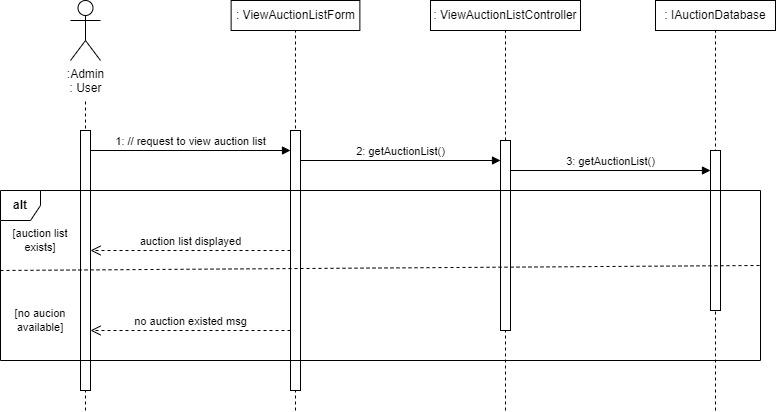 : ViewAuctionListForm
: ViewAuctionListController
: IAuctionDatabase
:Admin
: User
1: // request to view auction list
2: getAuctionList()
3: getAuctionList()
alt
[auction list
exists]
auction list displayed
[no aucion
available]
no auction existed msg